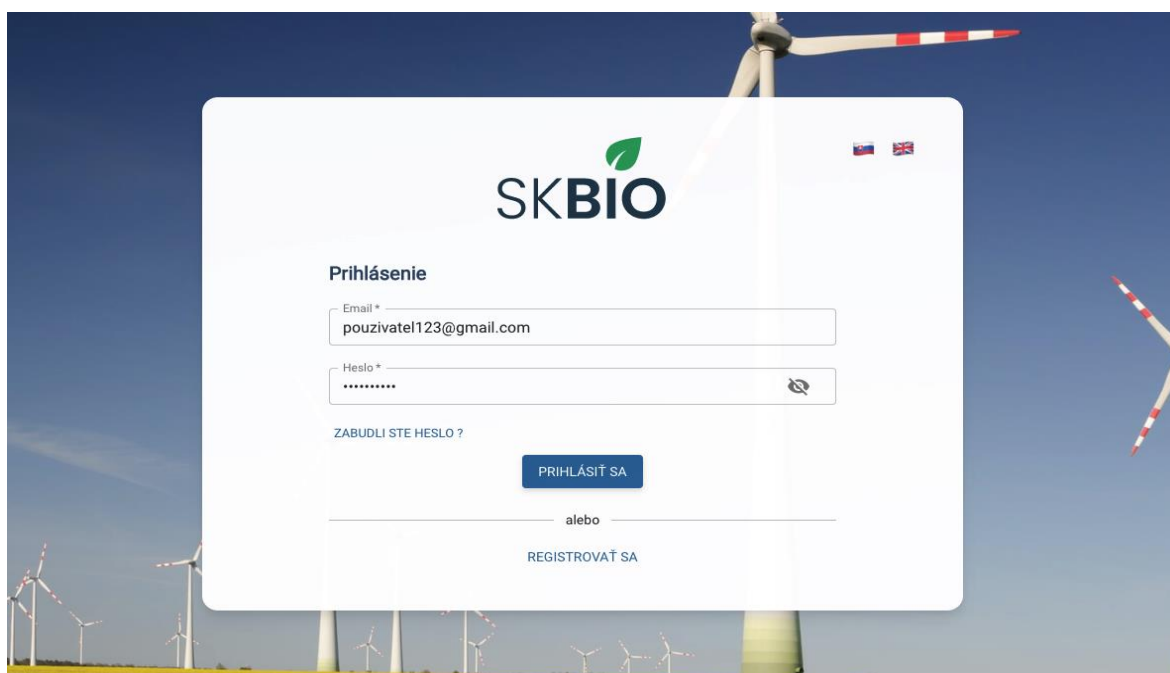 SKBIO
Prihlásenie
Email *
pouzivatel123@gmail.com
Heslo *
••••••••••
ZABUDLI STE HESLO ?
PRIHLÁSIŤ SA
alebo
REGISTROVAŤ SA